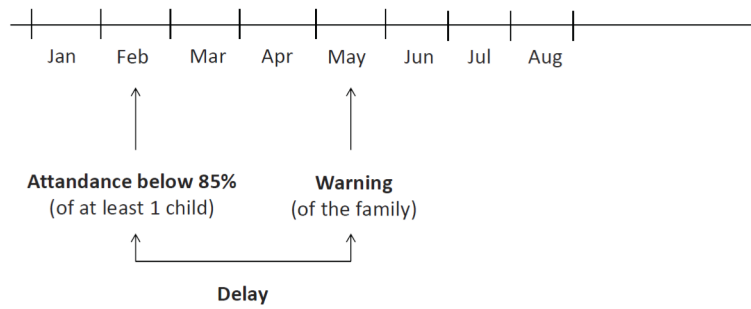 Jan Feb Mar Apr May Jun Jul Aug
Attandance below 85% Warning
(of at least 1 child) (of the family)
Delay